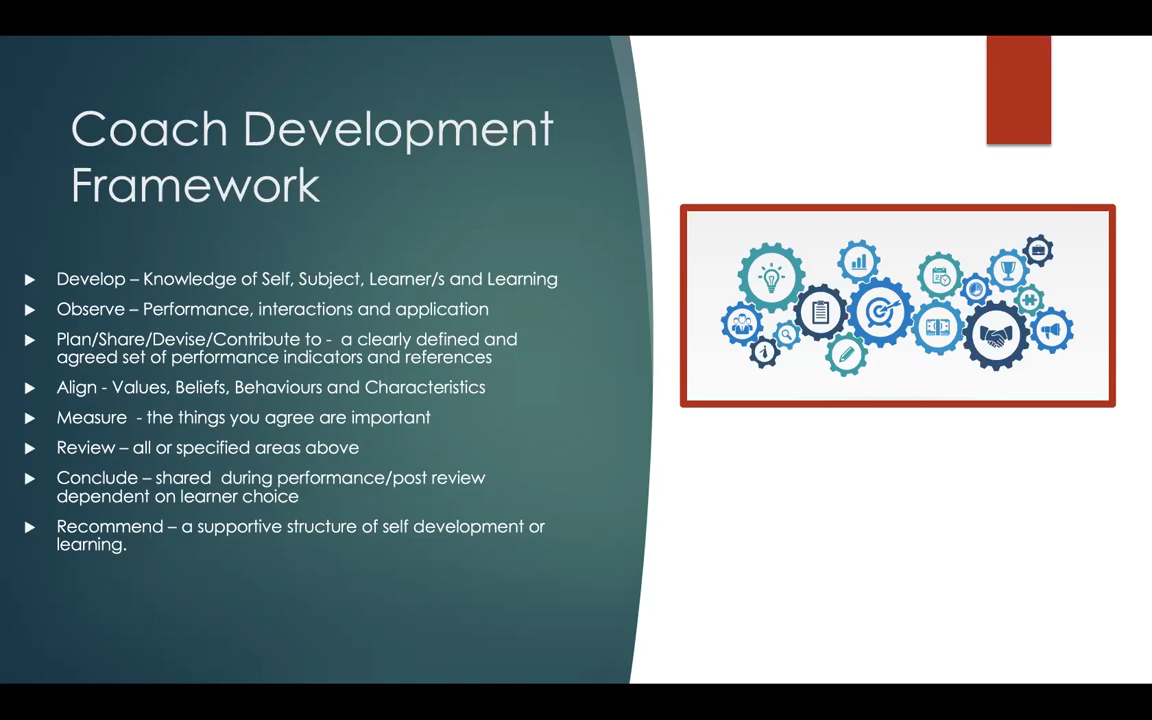 Coach Development
Framework
Develop – Knowledge of Self, Subject, Learner/s and Learning
Observe – Performance, interactions and application
Plan/Share/Devise/Contribute to -  a clearly defined and
agreed set of performance indicators and references
Align - Values, Beliefs, Behaviours and Characteristics
Measure  - the things you agree are important
Review – all or specified areas above
Conclude – shared  during performance/post review
dependent on learner choice
Recommend – a supportive structure of self development or
learning.